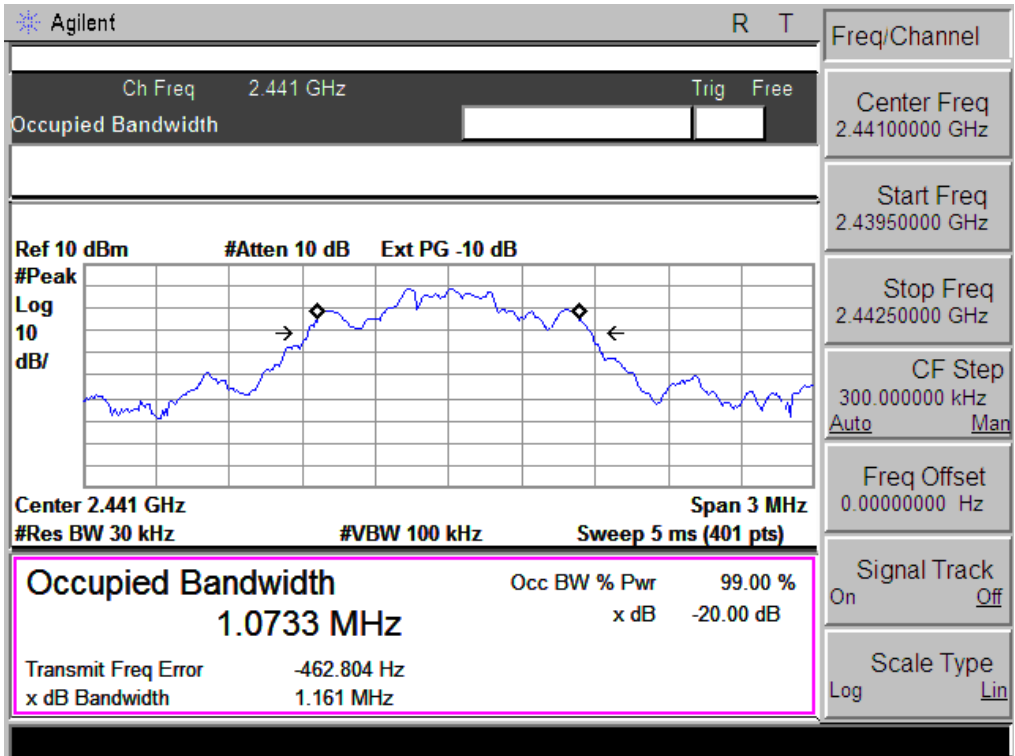 Agilent R T
Ch Freq 2.441 GHz Trig Free
Occupied Bandwidth
Ref 10 dBm #Atten 10 dB Ext PG -10 dB
#Peak
Log
10
dB/
Center 2.441 GHz Span 3 MHz
#Res BW 30 kHz #VBW 100 kHz Sweep 5 ms (401 pts)
Occupied Bandwidth Occ BW % Pwr 99.00 %
1.0733 MHz x dB -20.00 dB
Transmit Freq Error -462.804 Hz
x dB Bandwidth 1.161 MHz
Freq/Channel
Center Freq
2.44100000 GHz
Start Freq
2.43950000 GHz
Stop Freq
2.44250000 GHz
CF Step
300.000000 kHz
Auto Man
Freq Offset
0.00000000 Hz
Signal Track
On Off
Scale Type
Log Lin